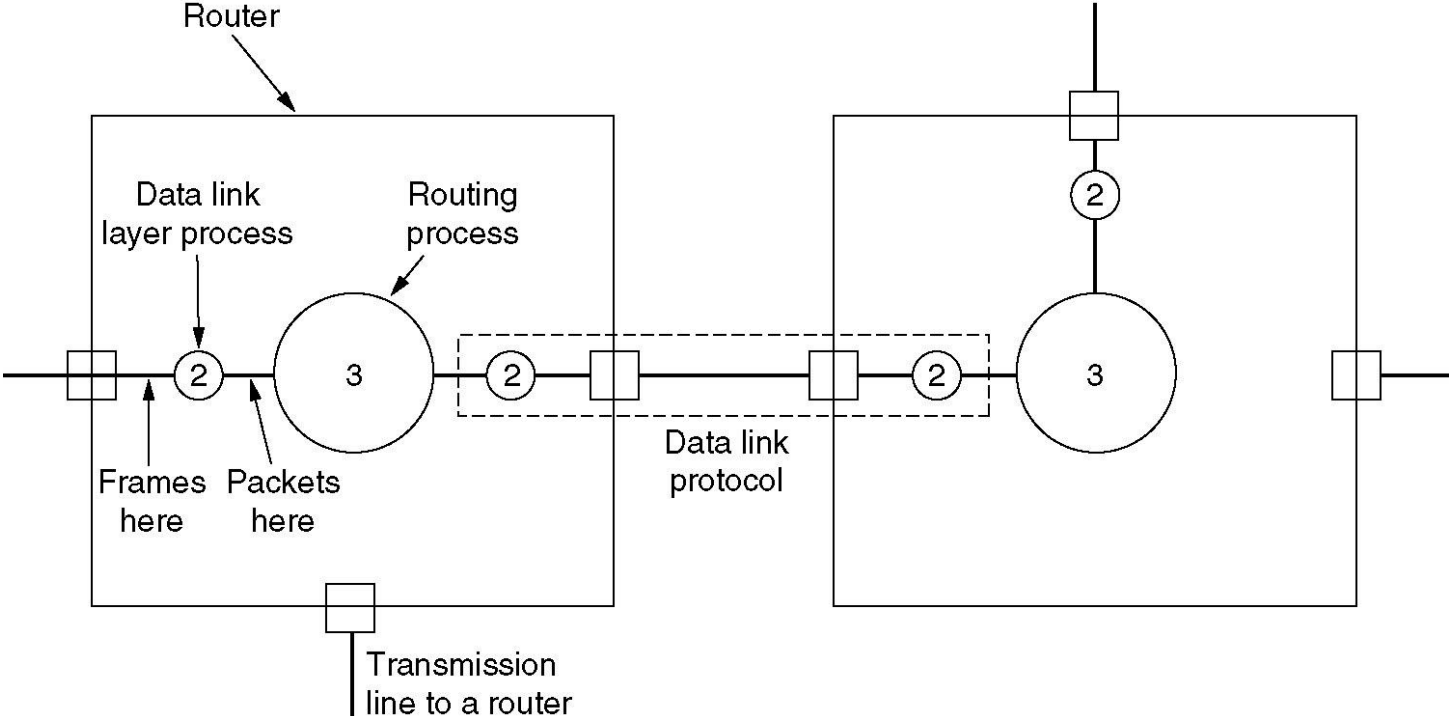 Router
Data link
layer process
Routing
process
2
2
3
2
2
3
Frames
here
Packets
here
Data link
protocol
Transmission
line to a router